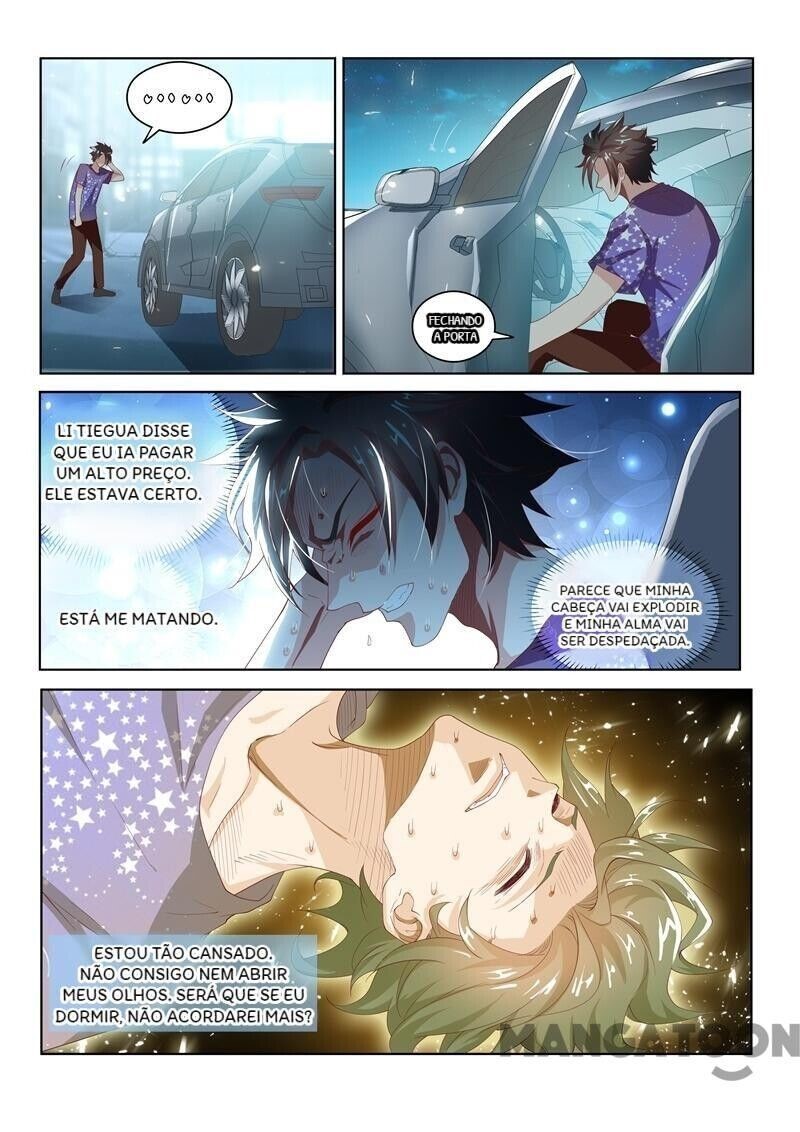 FECHANDO
A PORTA
LI TIEGUA DISSE
QUE EU IA PAGAR
UM ALTO PREÇO.
ELE ESTAVA CERTO.
ESTÁ ME MATANDO.
PARECE QUE MINHA
CABEÇA VAI EXPLODIR
E MINHA ALMA VAI
SER DESPEDAÇADA.
ESTOU TÃO CANSADO.
NÃO CONSIGO NEM ABRIR
MEUS OLHOS. SERÁ QUE SE EU
DORMIR, NÃO ACORDAREI MAIS?
MANGATOON